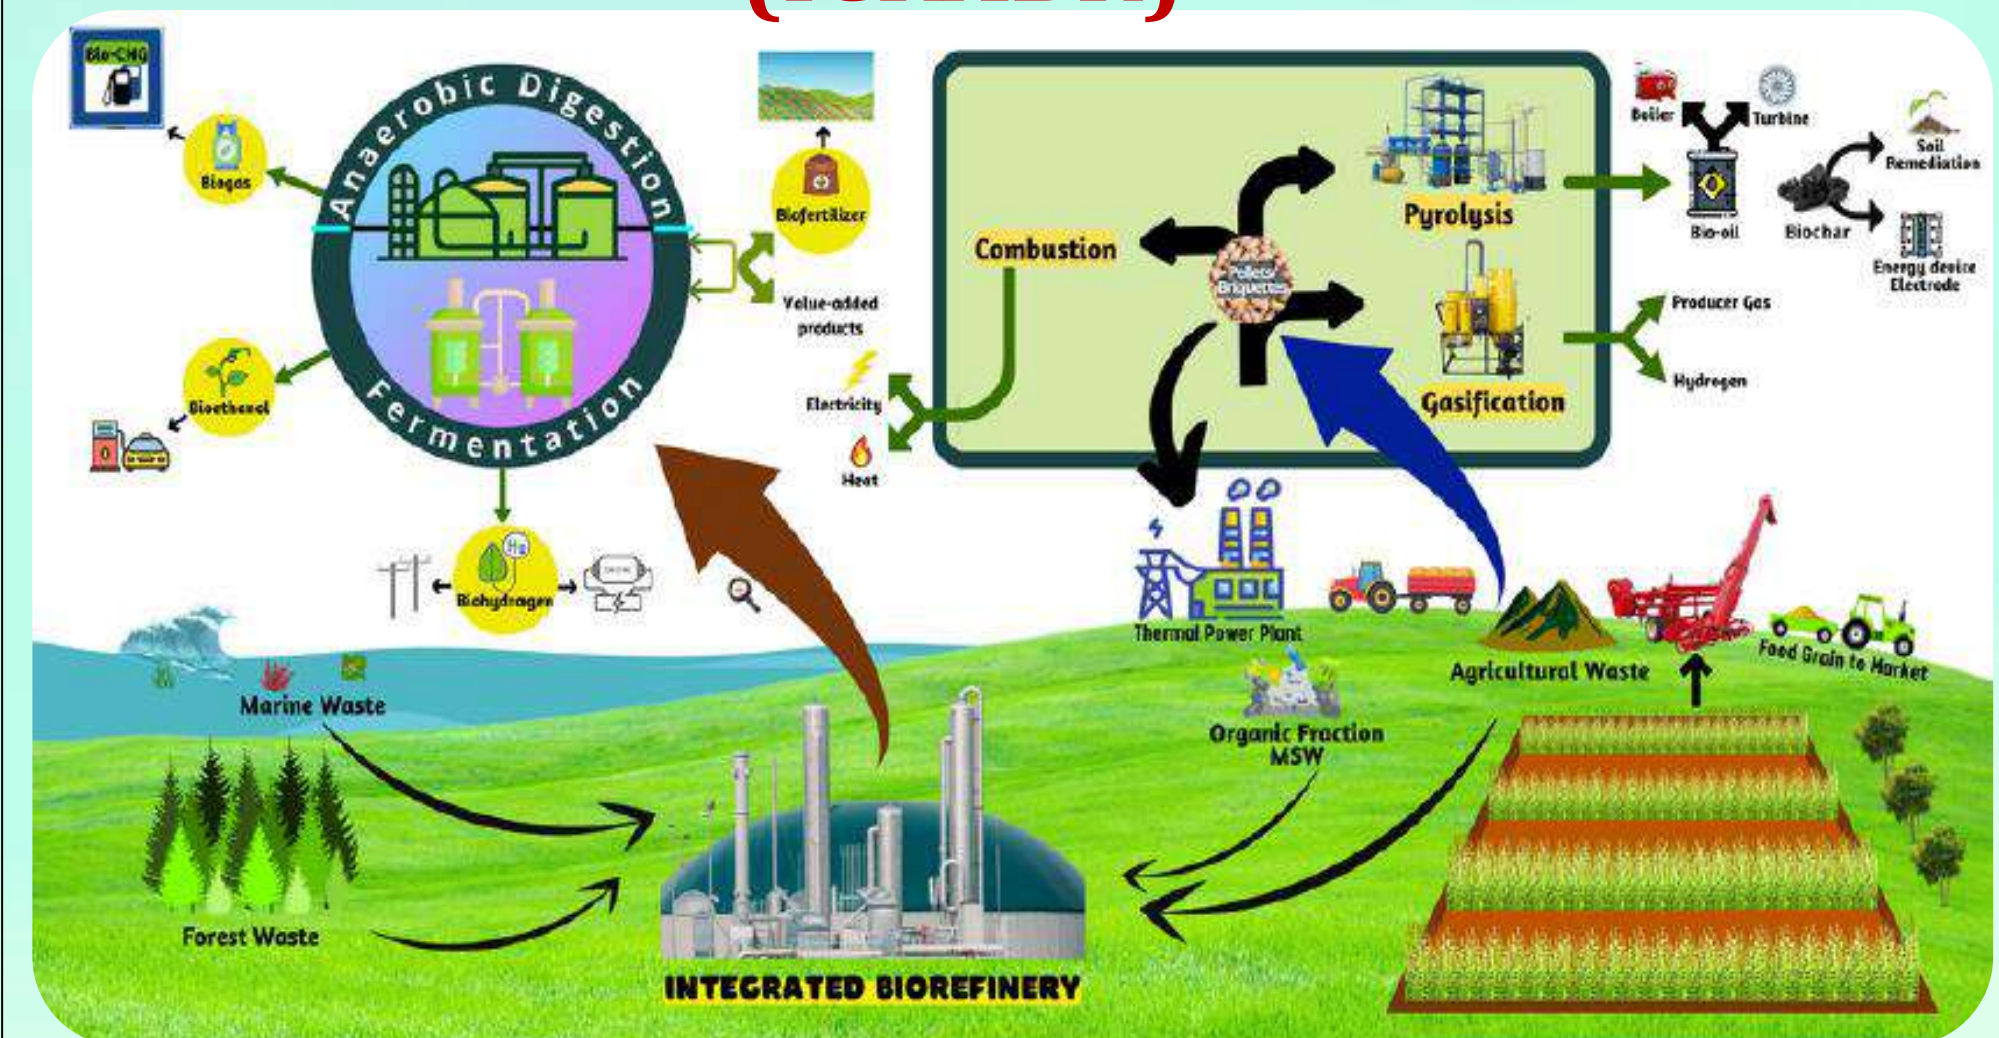 Bio-CNG
Biogas
Anaerobic Digestion
Fermentation
Bioethanol
Biohydrogen
H₂
Biofertilizer
Value-added
products
Electricity
Heat
Combustion
Pellets/
Briquettes
Pyrolysis
Gasification
Boiler
Turbine
Bio-oil
Biochar
Soil
Remediation
Energy device
Electrode
Producer Gas
Hydrogen
Thermal Power Plant
Agricultural Waste
Food Grain to Market
Organic Fraction
MSW
Marine Waste
Forest Waste
INTEGRATED BIOREFINERY